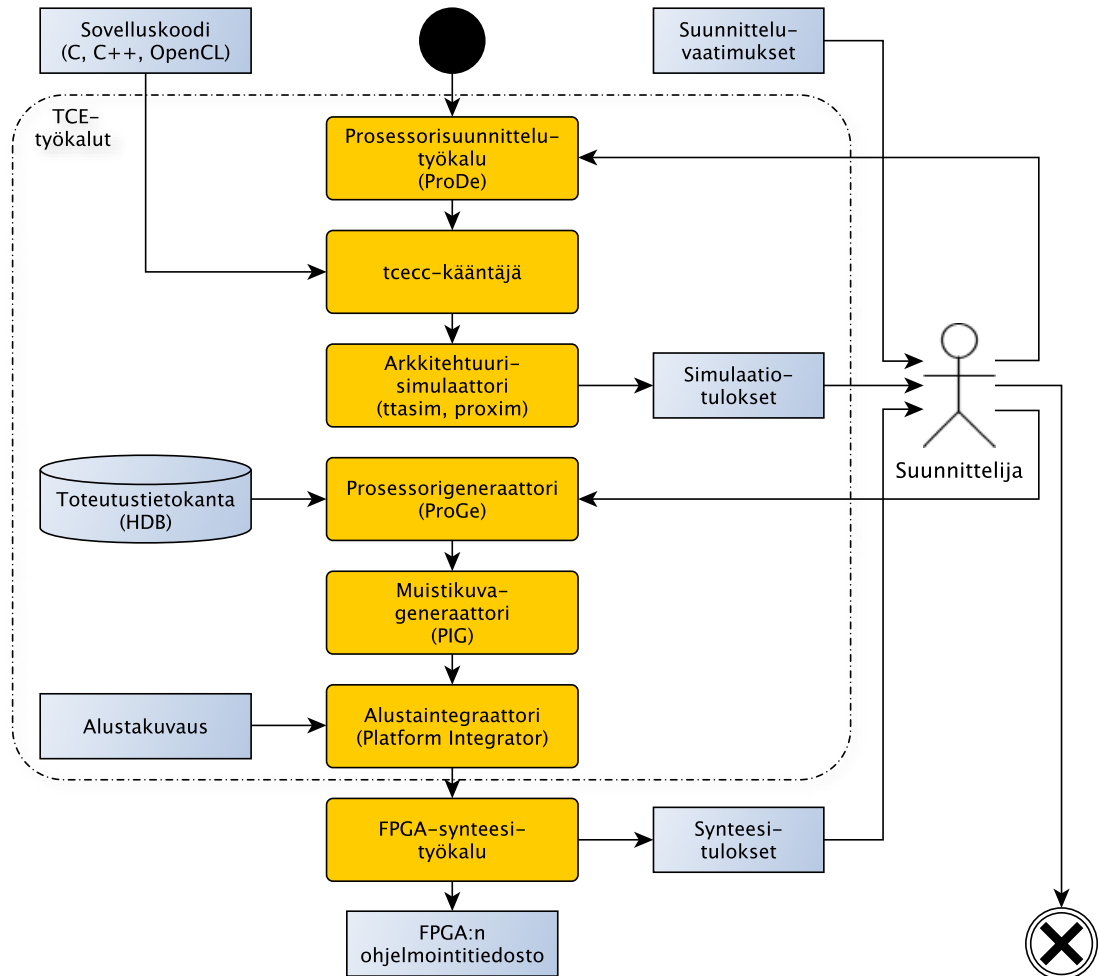 Sovelluskoodi
(C, C++, OpenCL)
Suunnittelu-
vaatimukset
TCE-
työkalut
Prosessorisuunnittelu-
työkalu
(ProDe)
tcecc-kääntäjä
Arkkitehtuuri-
simulaattori
(ttasim, proxim)
Simulaatio-
tulokset
Suunnittelija
Toteutustietokanta
(HDB)
Prosessorigeneraattori
(ProGe)
Muistikuva-
generaattori
(PIG)
Alustakuvaus
Alustaintegraattori
(Platform Integrator)
FPGA-synteesi-
työkalu
Synteesi-
tulokset
FPGA:n
ohjelmointitiedosto